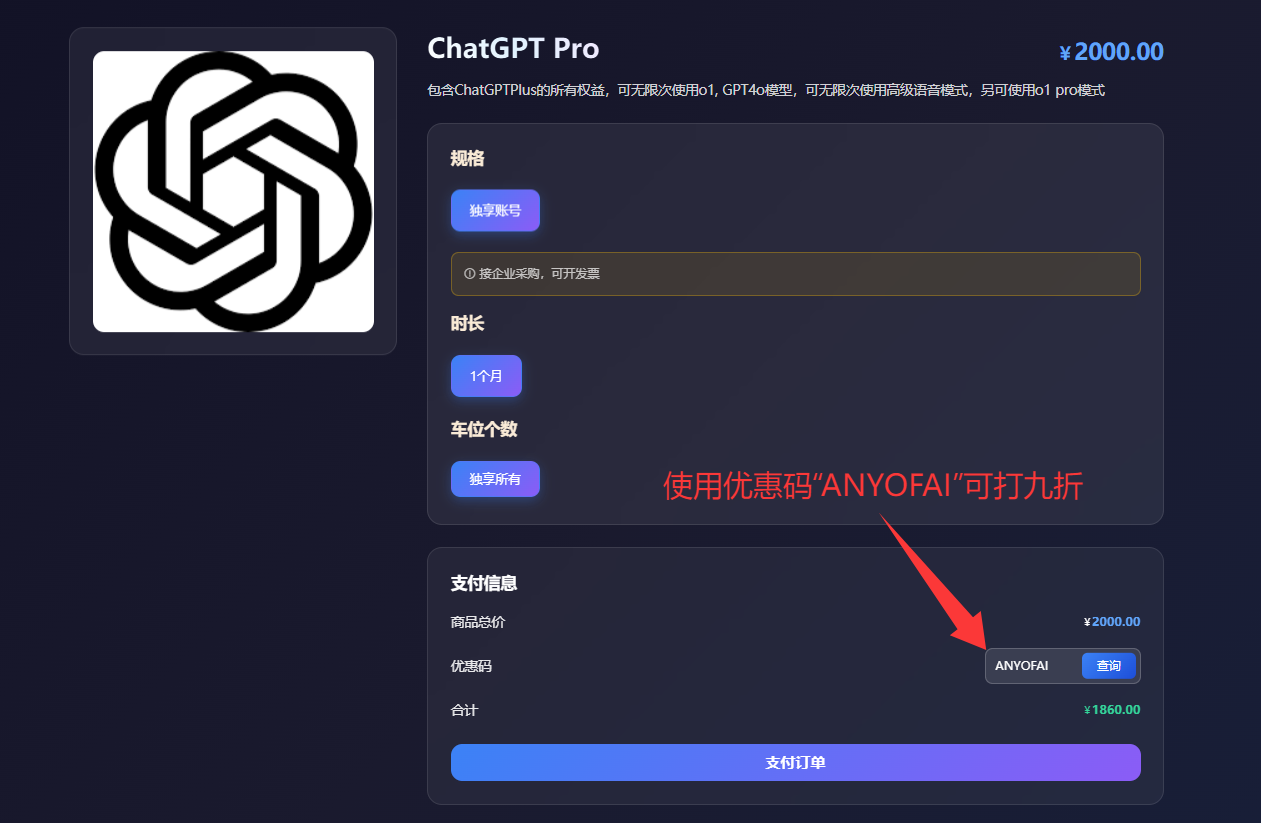 ChatGPT Pro
¥2000.00
包含ChatGPTPlus的所有权益，可无限次使用o1, GPT4o模型，可无限次使用高级语音模式，另可使用o1 pro模式
规格
独享账号
接企业采购，可开发票
时长
1个月
车位个数
独享所有
使用优惠码“ANYOFAI”可打九折
支付信息
商品总价
¥2000.00
优惠码
ANYOFAI
查询
合计
¥1860.00
支付订单